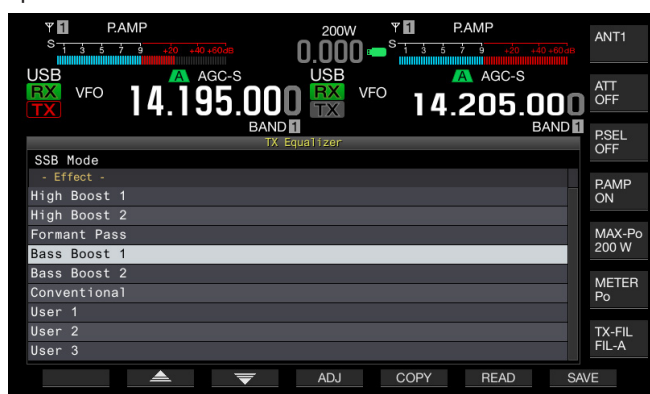 1 P.AMP 200W 1 P.AMP ANT1
S 1 3 5 7 9 +20 +40 +60dB 0.000 S 1 3 5 7 9 +20 +40 +60dB
USB A AGC-S USB A AGC-S ATT OFF
RX VFO 14.195.000 RX VFO 14.205.000
TX TX
BAND 1 BAND 1
P.SEL OFF
TX Equalizer
SSB Mode
- Effect -
P.AMP ON
High Boost 1
High Boost 2
Formant Pass
MAX-Po 200 W
Bass Boost 1
Bass Boost 2
METER Po
Conventional
User 1
User 2
TX-FIL FIL-A
User 3
ADJ COPY READ SAVE